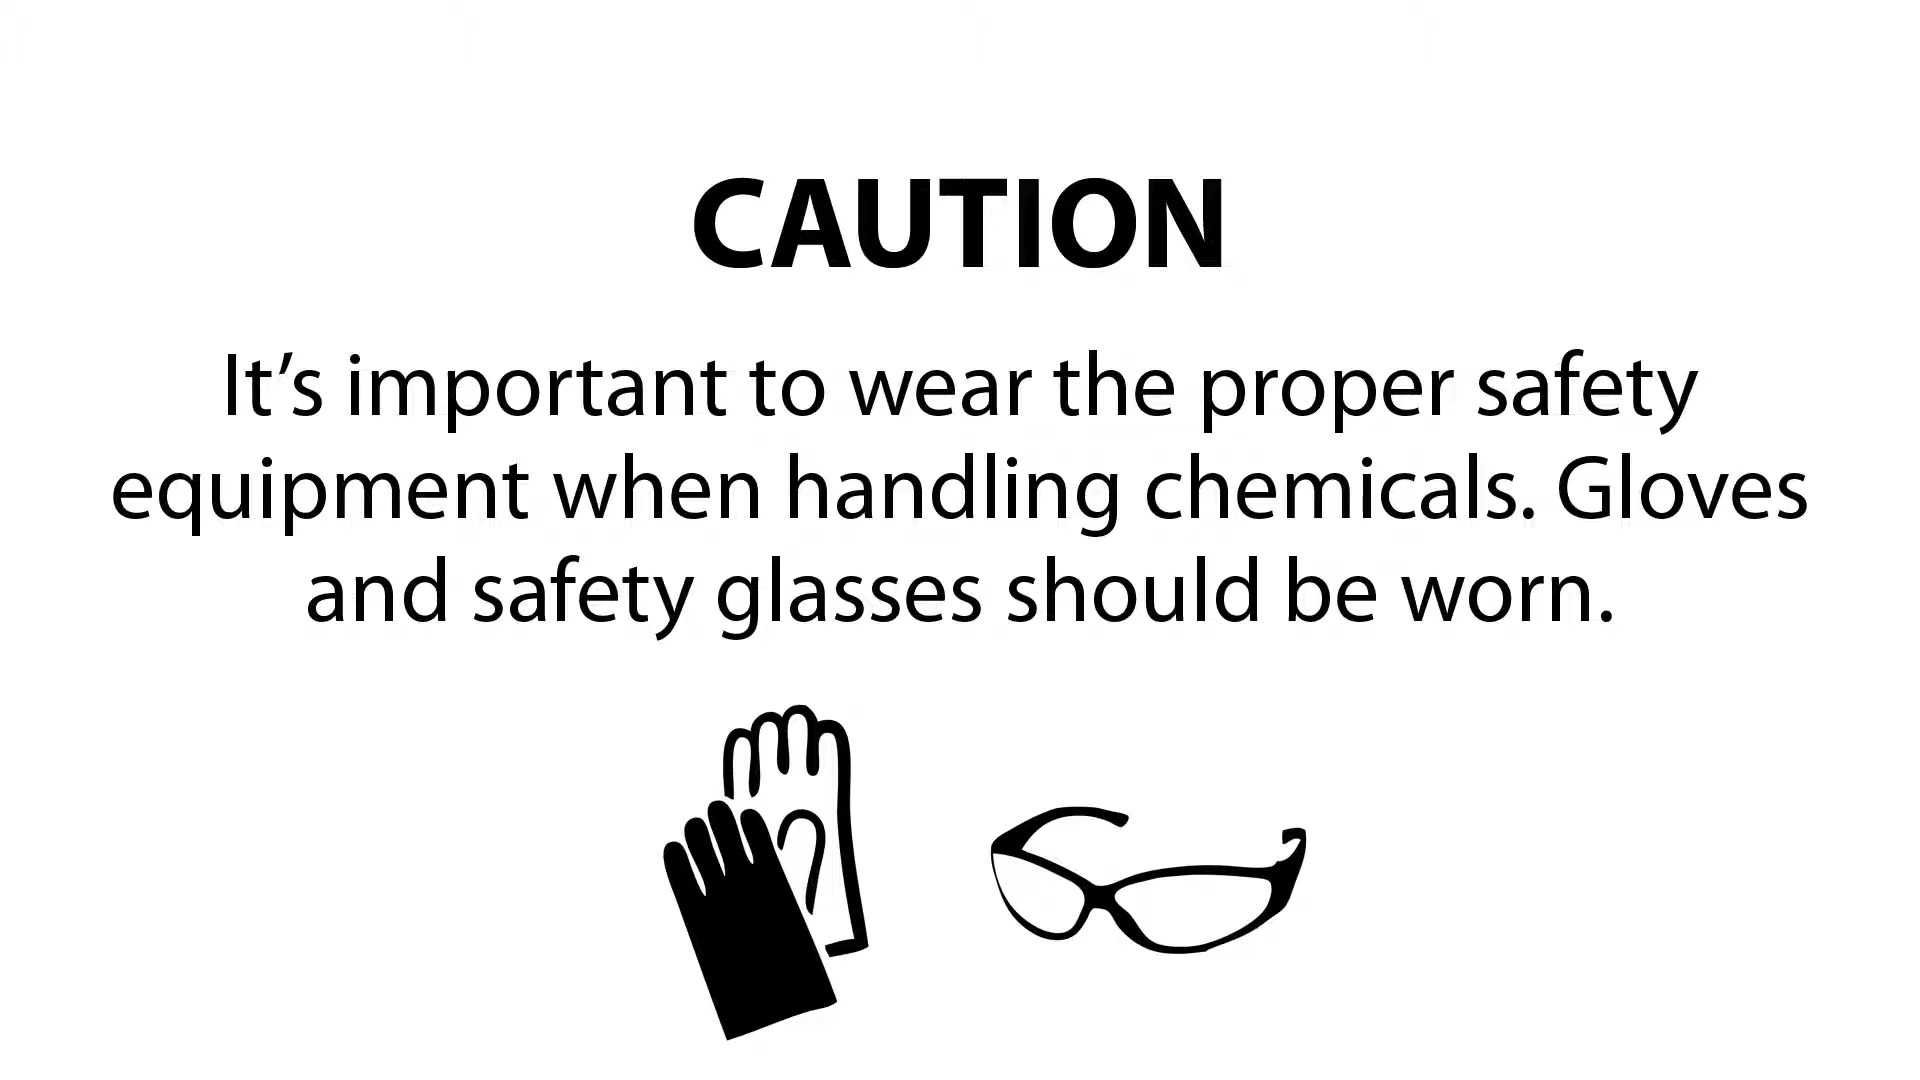 CAUTION
It’s important to wear the proper safety
equipment when handling chemicals. Gloves
and safety glasses should be worn.